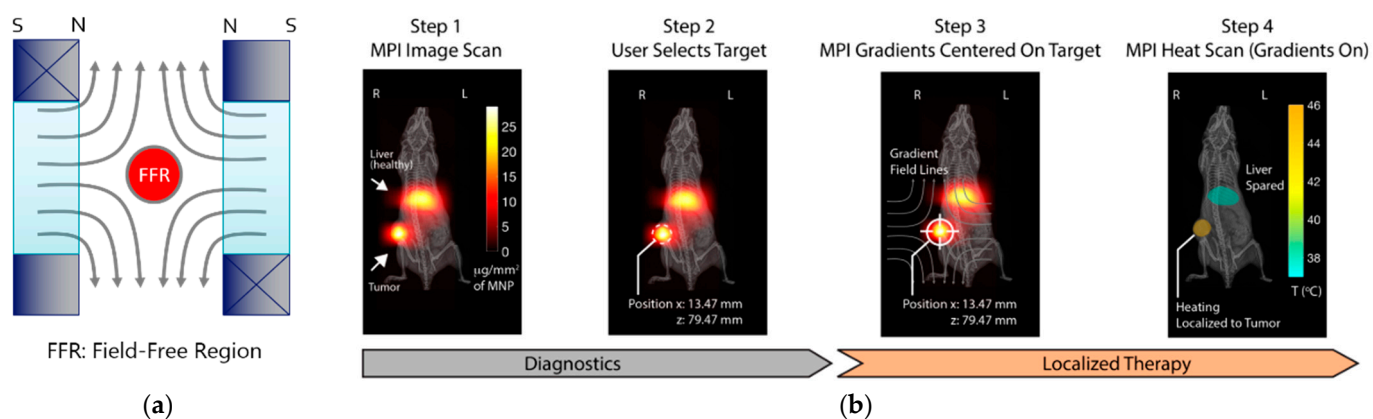 S N N S
FFR
FFR: Field-Free Region
(a)
Step 1
MPI Image Scan
R L
Liver
(healthy)
Tumor
25
20
15
10
5
0
μg/mm²
of MNP
Step 2
User Selects Target
R L
Position x: 13.47 mm
z: 79.47 mm
Step 3
MPI Gradients Centered On Target
R L
Gradient
Field Lines
Position x: 13.47 mm
z: 79.47 mm
Step 4
MPI Heat Scan (Gradients On)
R L
Liver
Spared
46
44
42
40
38
T (°C)
Heating
Localized to Tumor
Diagnostics
Localized Therapy
(b)